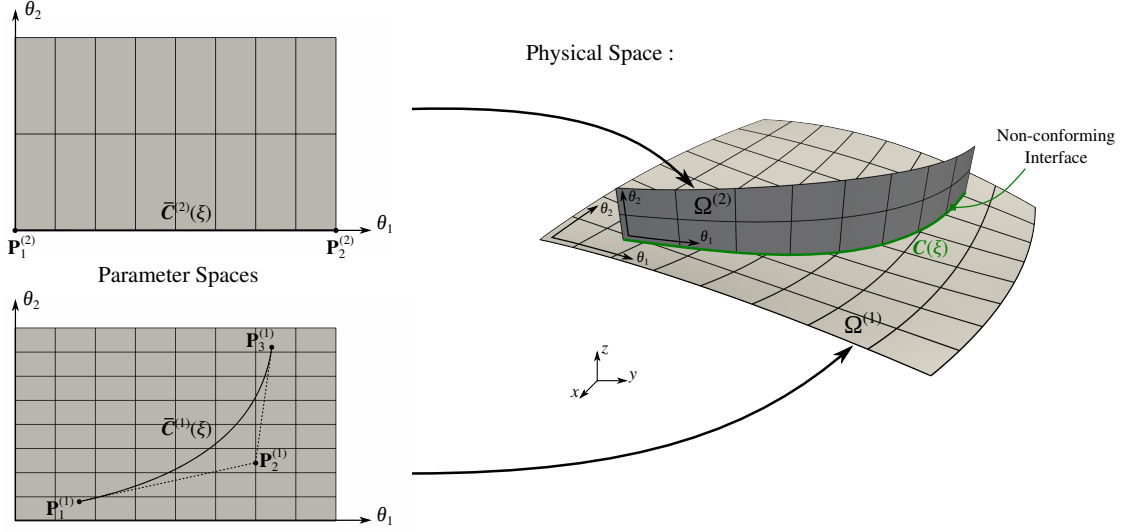 θ₂
C̄⁽²⁾(ξ)
θ₁
P₁⁽²⁾
P₂⁽²⁾
Parameter Spaces
θ₂
P₃⁽¹⁾
C̄⁽¹⁾(ξ)
P₂⁽¹⁾
P₁⁽¹⁾
θ₁
Physical Space :
Non-conforming
Interface
Ω⁽²⁾
θ₂
θ₂
θ₁
θ₁
C(ξ)
Ω⁽¹⁾
z
y
x